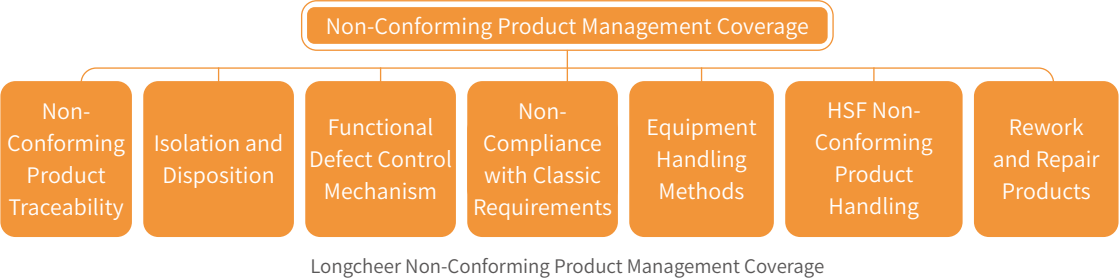 Non-Conforming Product Management Coverage
Non-
Conforming
Product
Traceability
Isolation and
Disposition
Functional
Defect Control
Mechanism
Non-
Compliance
with Classic
Requirements
Equipment
Handling
Methods
HSF Non-
Conforming
Product
Handling
Rework
and Repair
Products
Longcheer Non-Conforming Product Management Coverage